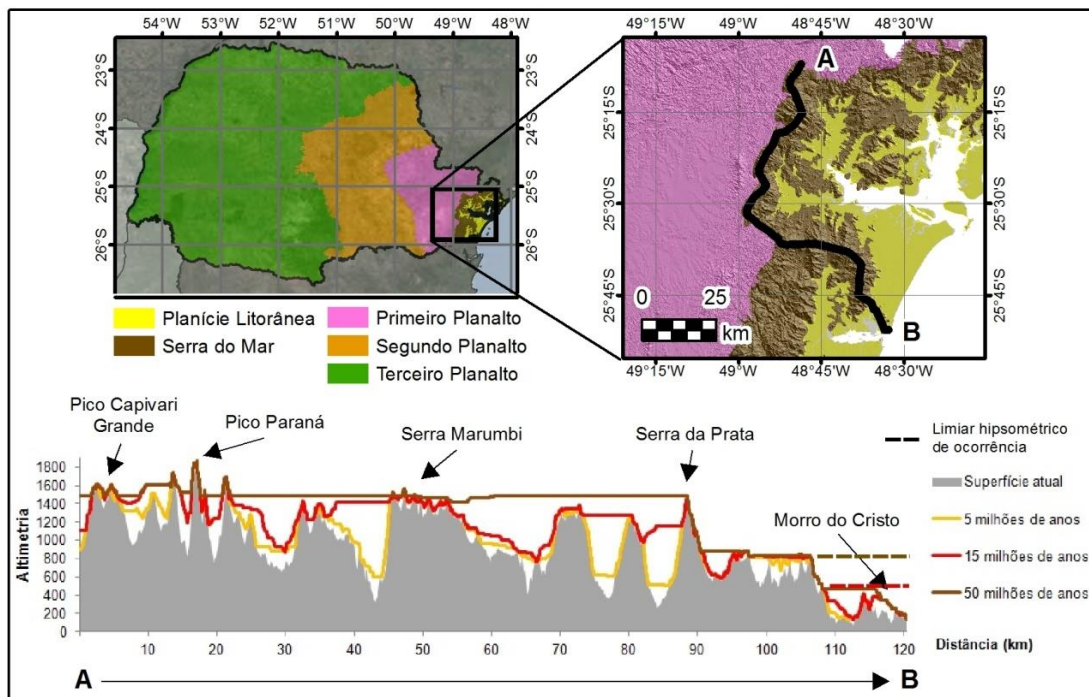 54°W 53°W 52°W 51°W 50°W 49°W 48°W
23°S
24°S
25°S
26°S
23°S
24°S
25°S
26°S
Planície Litorânea
Serra do Mar
Primeiro Planalto
Segundo Planalto
Terceiro Planalto
49°15'W 49°W 48°45'W 48°30'W
A
25°15'S
25°30'S
25°45'S
25°15'S
25°30'S
25°45'S
0 25
km
B
49°15'W 49°W 48°45'W 48°30'W
Pico Capivari
Grande
Pico Paraná
Serra Marumbi
Serra da Prata
Morro do Cristo
Altimetria
1800
1600
1400
1200
1000
800
600
400
200
0
10 20 30 40 50 60 70 80 90 100 110 120
Limiar hipsométrico
de ocorrência
Superfície atual
5 milhões de anos
15 milhões de anos
50 milhões de anos
Distância (km)
A B